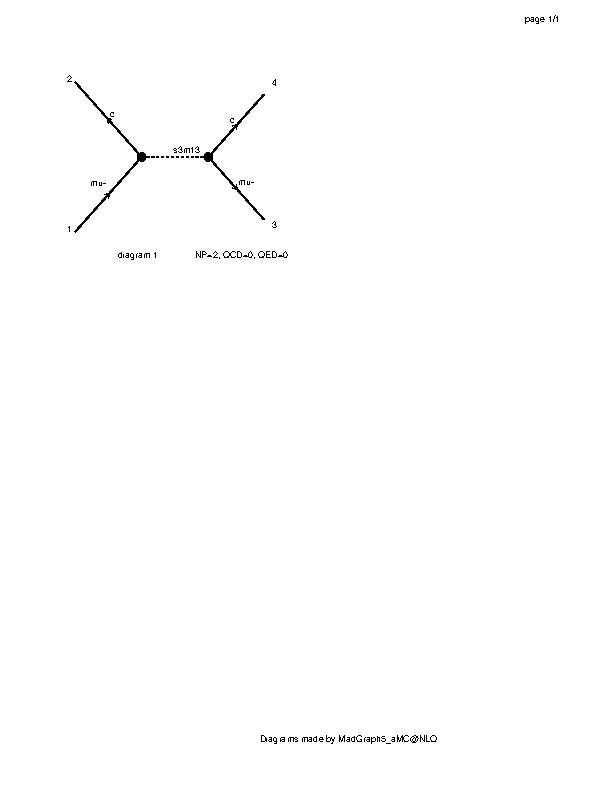 page 1/1
2
4
c
c
s3m13
mu-
mu-
1
3
diagram 1 NP=2, QCD=0, QED=0
Diagrams made by MadGraph5_aMC@NLO